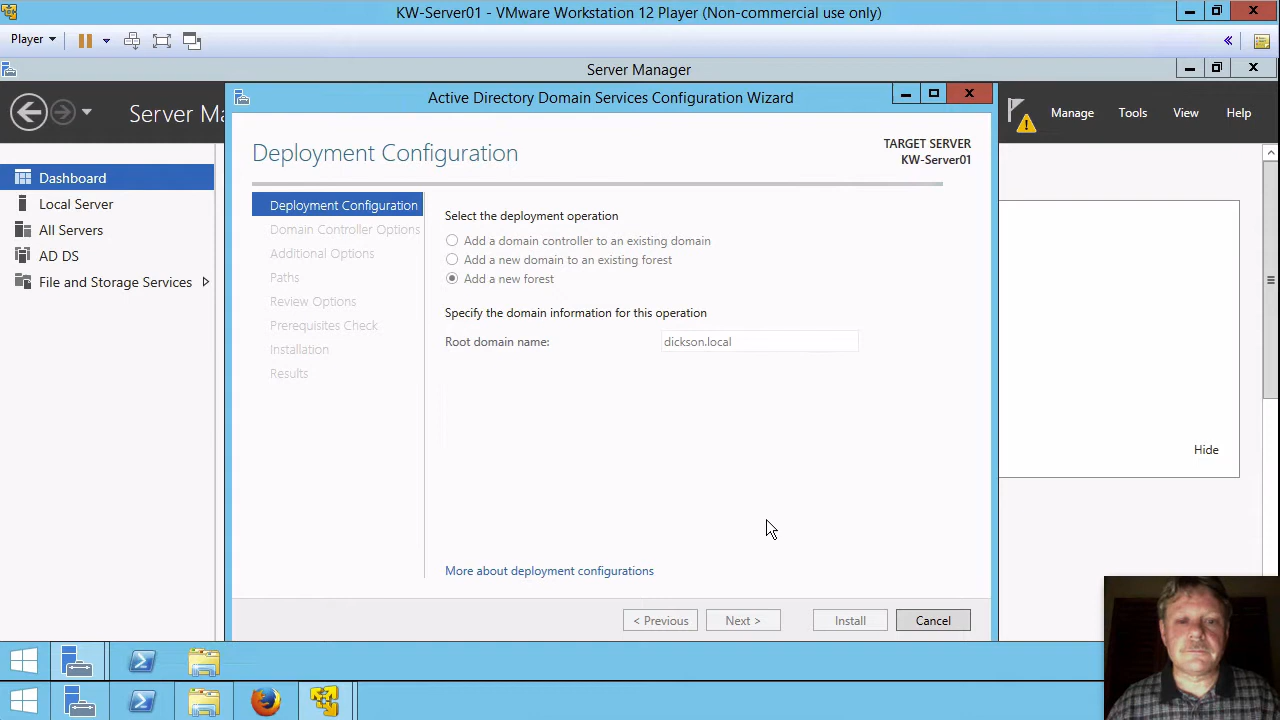 KW-Server01 - VMware Workstation 12 Player (Non-commercial use only)
Player
Server Manager
Active Directory Domain Services Configuration Wizard
Server Ma
Manage
Tools
View
Help
Deployment Configuration
TARGET SERVER
KW-Server01
Dashboard
Local Server
All Servers
AD DS
File and Storage Services
Deployment Configuration
Domain Controller Options
Additional Options
Paths
Review Options
Prerequisites Check
Installation
Results
Select the deployment operation
Add a domain controller to an existing domain
Add a new domain to an existing forest
Add a new forest
Specify the domain information for this operation
Root domain name:
dickson.local
Hide
More about deployment configurations
< Previous
Next >
Install
Cancel